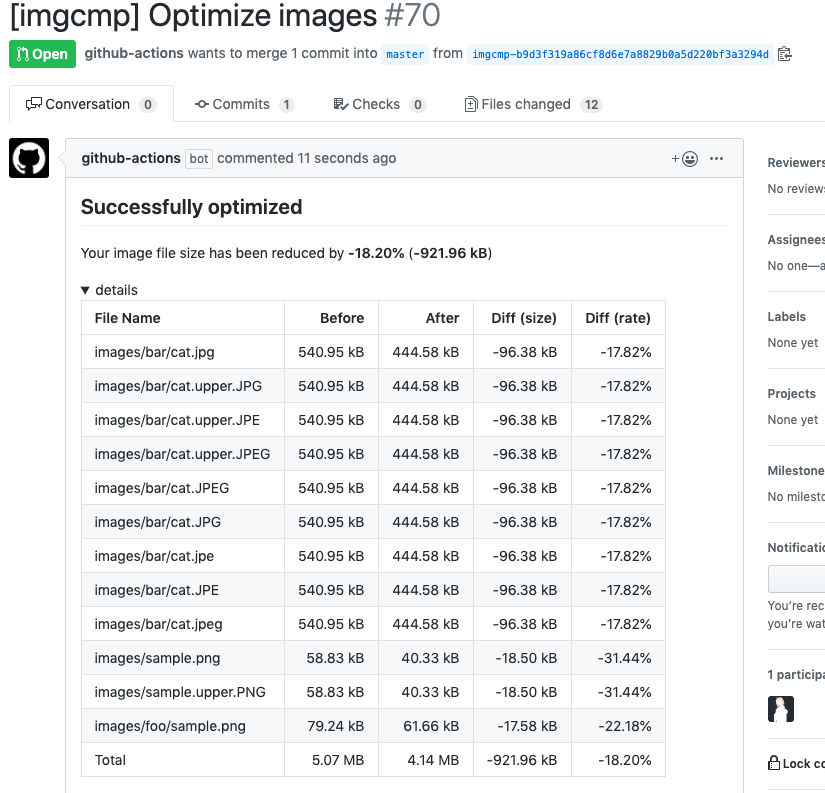 [imgcmp] Optimize images #70
Open github-actions wants to merge 1 commit into master from imgcmp-b9d3f319a86cf8d6e7a8829b0a5d220bf3a3294d
Conversation 0 Commits 1 Checks 0 Files changed 12
github-actions bot commented 11 seconds ago
Successfully optimized
Your image file size has been reduced by -18.20% (-921.96 kB)
▼ details
File Name Before After Diff (size) Diff (rate)
images/bar/cat.jpg 540.95 kB 444.58 kB -96.38 kB -17.82%
images/bar/cat.upper.JPG 540.95 kB 444.58 kB -96.38 kB -17.82%
images/bar/cat.upper.JPE 540.95 kB 444.58 kB -96.38 kB -17.82%
images/bar/cat.upper.JPEG 540.95 kB 444.58 kB -96.38 kB -17.82%
images/bar/cat.JPEG 540.95 kB 444.58 kB -96.38 kB -17.82%
images/bar/cat.JPG 540.95 kB 444.58 kB -96.38 kB -17.82%
images/bar/cat.jpe 540.95 kB 444.58 kB -96.38 kB -17.82%
images/bar/cat.JPE 540.95 kB 444.58 kB -96.38 kB -17.82%
images/bar/cat.jpeg 540.95 kB 444.58 kB -96.38 kB -17.82%
images/sample.png 58.83 kB 40.33 kB -18.50 kB -31.44%
images/sample.upper.PNG 58.83 kB 40.33 kB -18.50 kB -31.44%
images/foo/sample.png 79.24 kB 61.66 kB -17.58 kB -22.18%
Total 5.07 MB 4.14 MB -921.96 kB -18.20%
Reviewers
No reviews
Assignees
No one—a
Labels
None yet
Projects
None yet
Milestone
No milesto
Notificatio
You’re rec
you’re wat
1 participa
Lock co